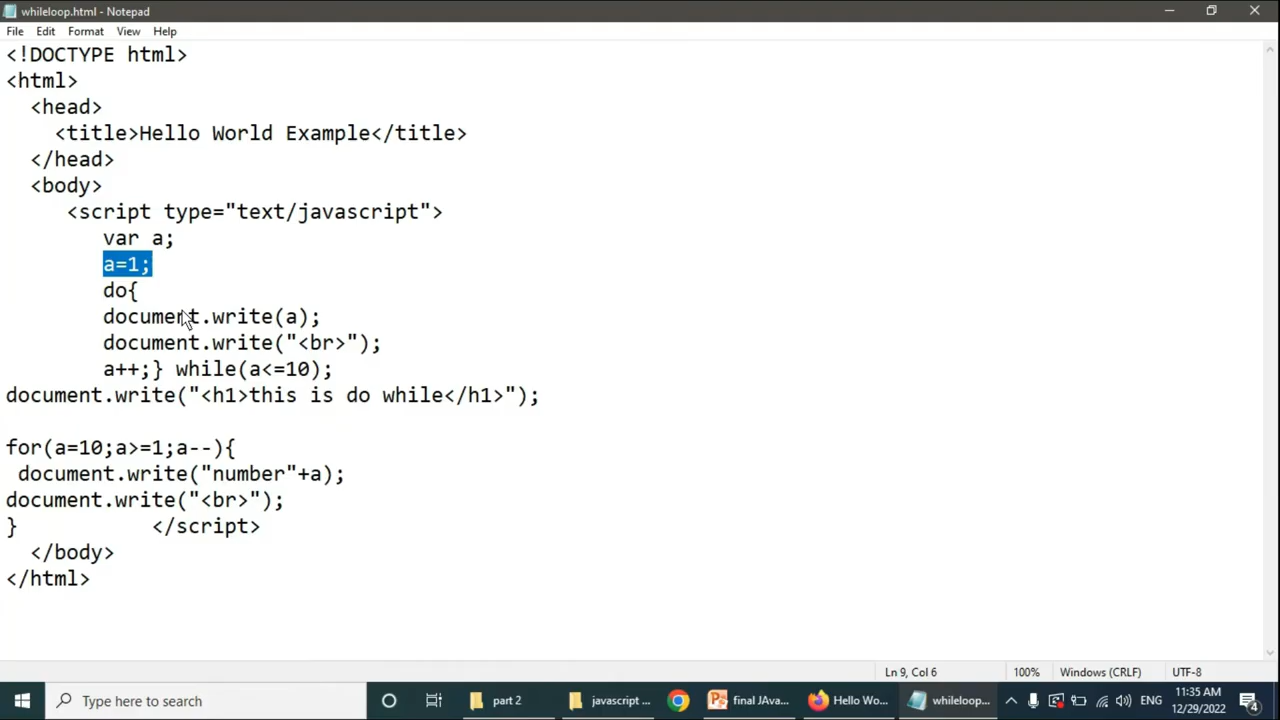 whileloop.html - Notepad
File Edit Format View Help
<!DOCTYPE html>
<html>
<head>
<title>Hello World Example</title>
</head>
<body>
<script type="text/javascript">
var a;
a=1;
do{
document.write(a);
document.write("<br>");
a++;} while(a<=10);
document.write("<h1>this is do while</h1>");
for(a=10;a>=1;a--){
document.write("number"+a);
document.write("<br>");
} </script>
</body>
</html>
Ln 9, Col 6 100% Windows (CRLF) UTF-8
Type here to search part 2 javascript ... final JAva... Hello Wo... whileloop... ENG 11:35 AM
12/29/2022 4